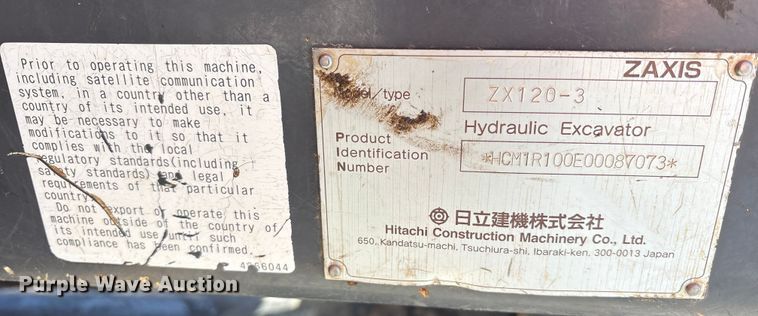 Prior to operating this machine,
including satellite communication
system, in a country other than a
country of its intended use, it
may be necessary to make
modifications to it so that it
complies with the local
regulatory standards(including
safety standards) and legal
requirements of that particular
country.
Do not export or operate this
machine outside of the country of
its intended use until such
compliance has been confirmed.
4366044
ZAXIS
Model/type ZX120-3
Hydraulic Excavator
Product
Identification
Number
*HCM1R100E00087073*
日立建機株式会社
Hitachi Construction Machinery Co., Ltd.
650, Kandatsu-machi, Tsuchiura-shi, Ibaraki-ken, 300-0013 Japan
Purple Wave Auction